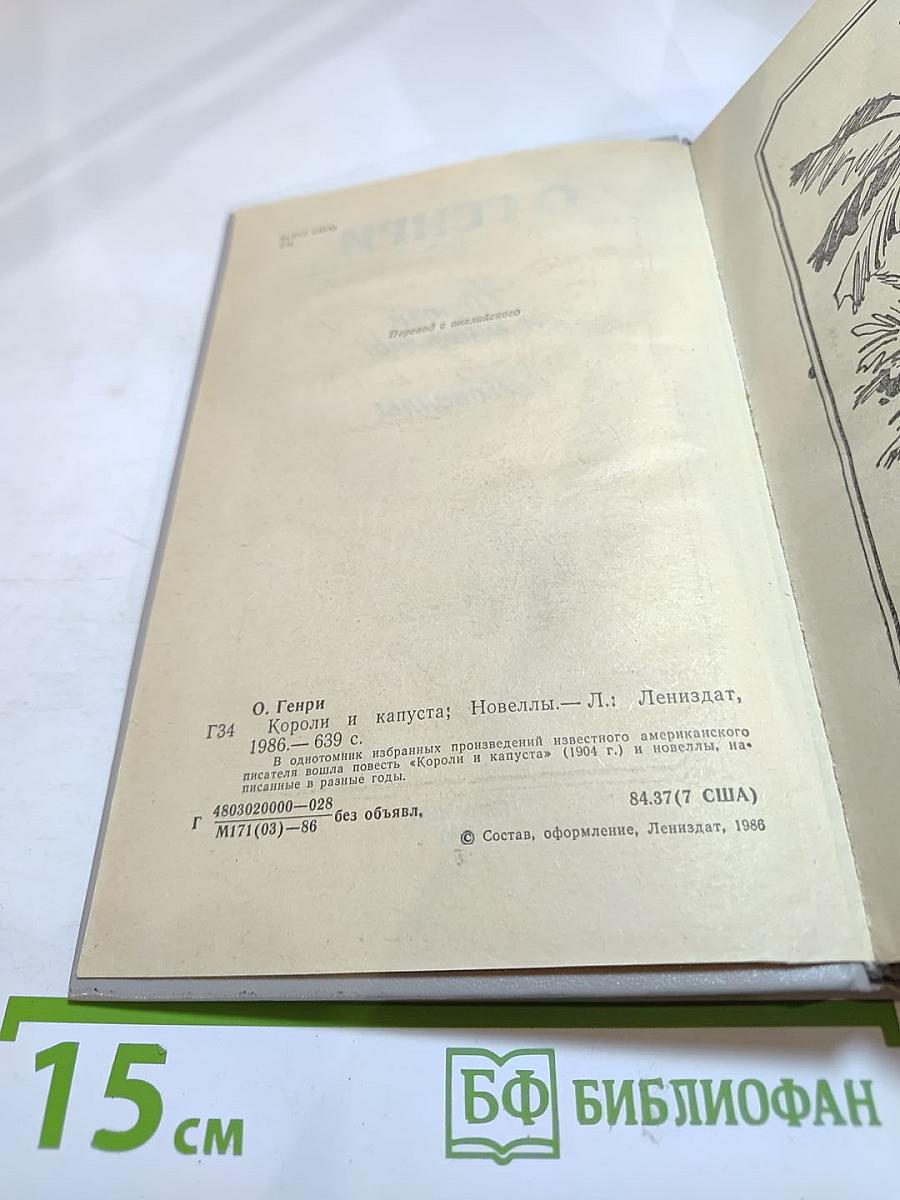 Перевод с английского
О. Генри
Г34 Короли и капуста; Новеллы.— Л.: Лениздат,
1986.— 639 с.
В однотомник избранных произведений известного американского
писателя вошла повесть «Короли и капуста» (1904 г.) и новеллы, на-
писанные в разные годы.
Г 4803020000—028 без объявл,
М171(03)—86
84.37(7 США)
© Состав, оформление, Лениздат, 1986
15 см
БФ БИБЛИОФАН